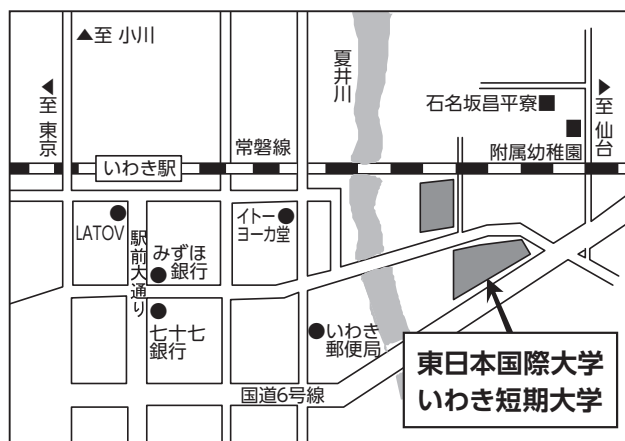 ▲至 小川
夏井川
▲至 東京
石名坂昌平寮■
▲至 仙台
常磐線
附属幼稚園
いわき駅
LATOV
イトー
ヨーカ堂
駅前大通り
みずほ
銀行
七十七
銀行
いわき
郵便局
国道6号線
東日本国際大学
いわき短期大学